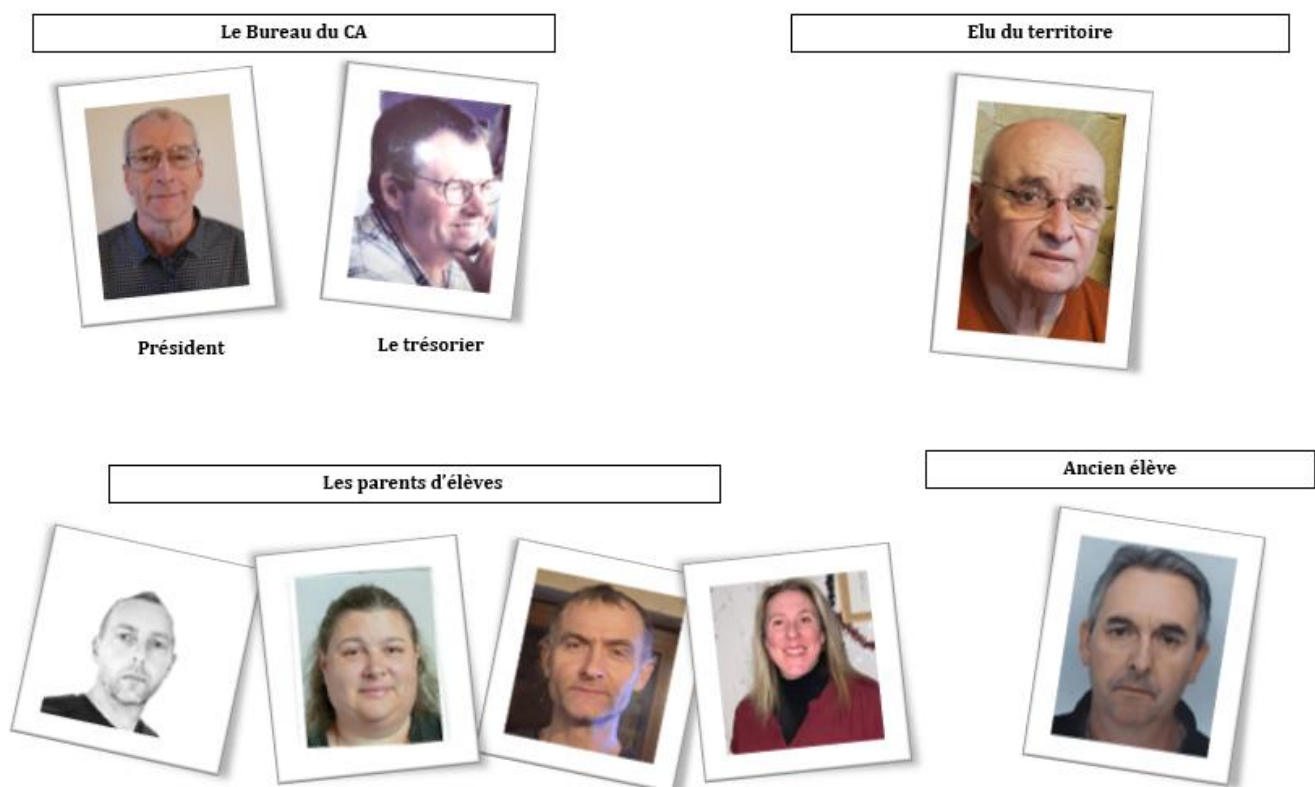 Le Bureau du CA
Elu du territoire
Président
Le trésorier
Les parents d'élèves
Ancien élève